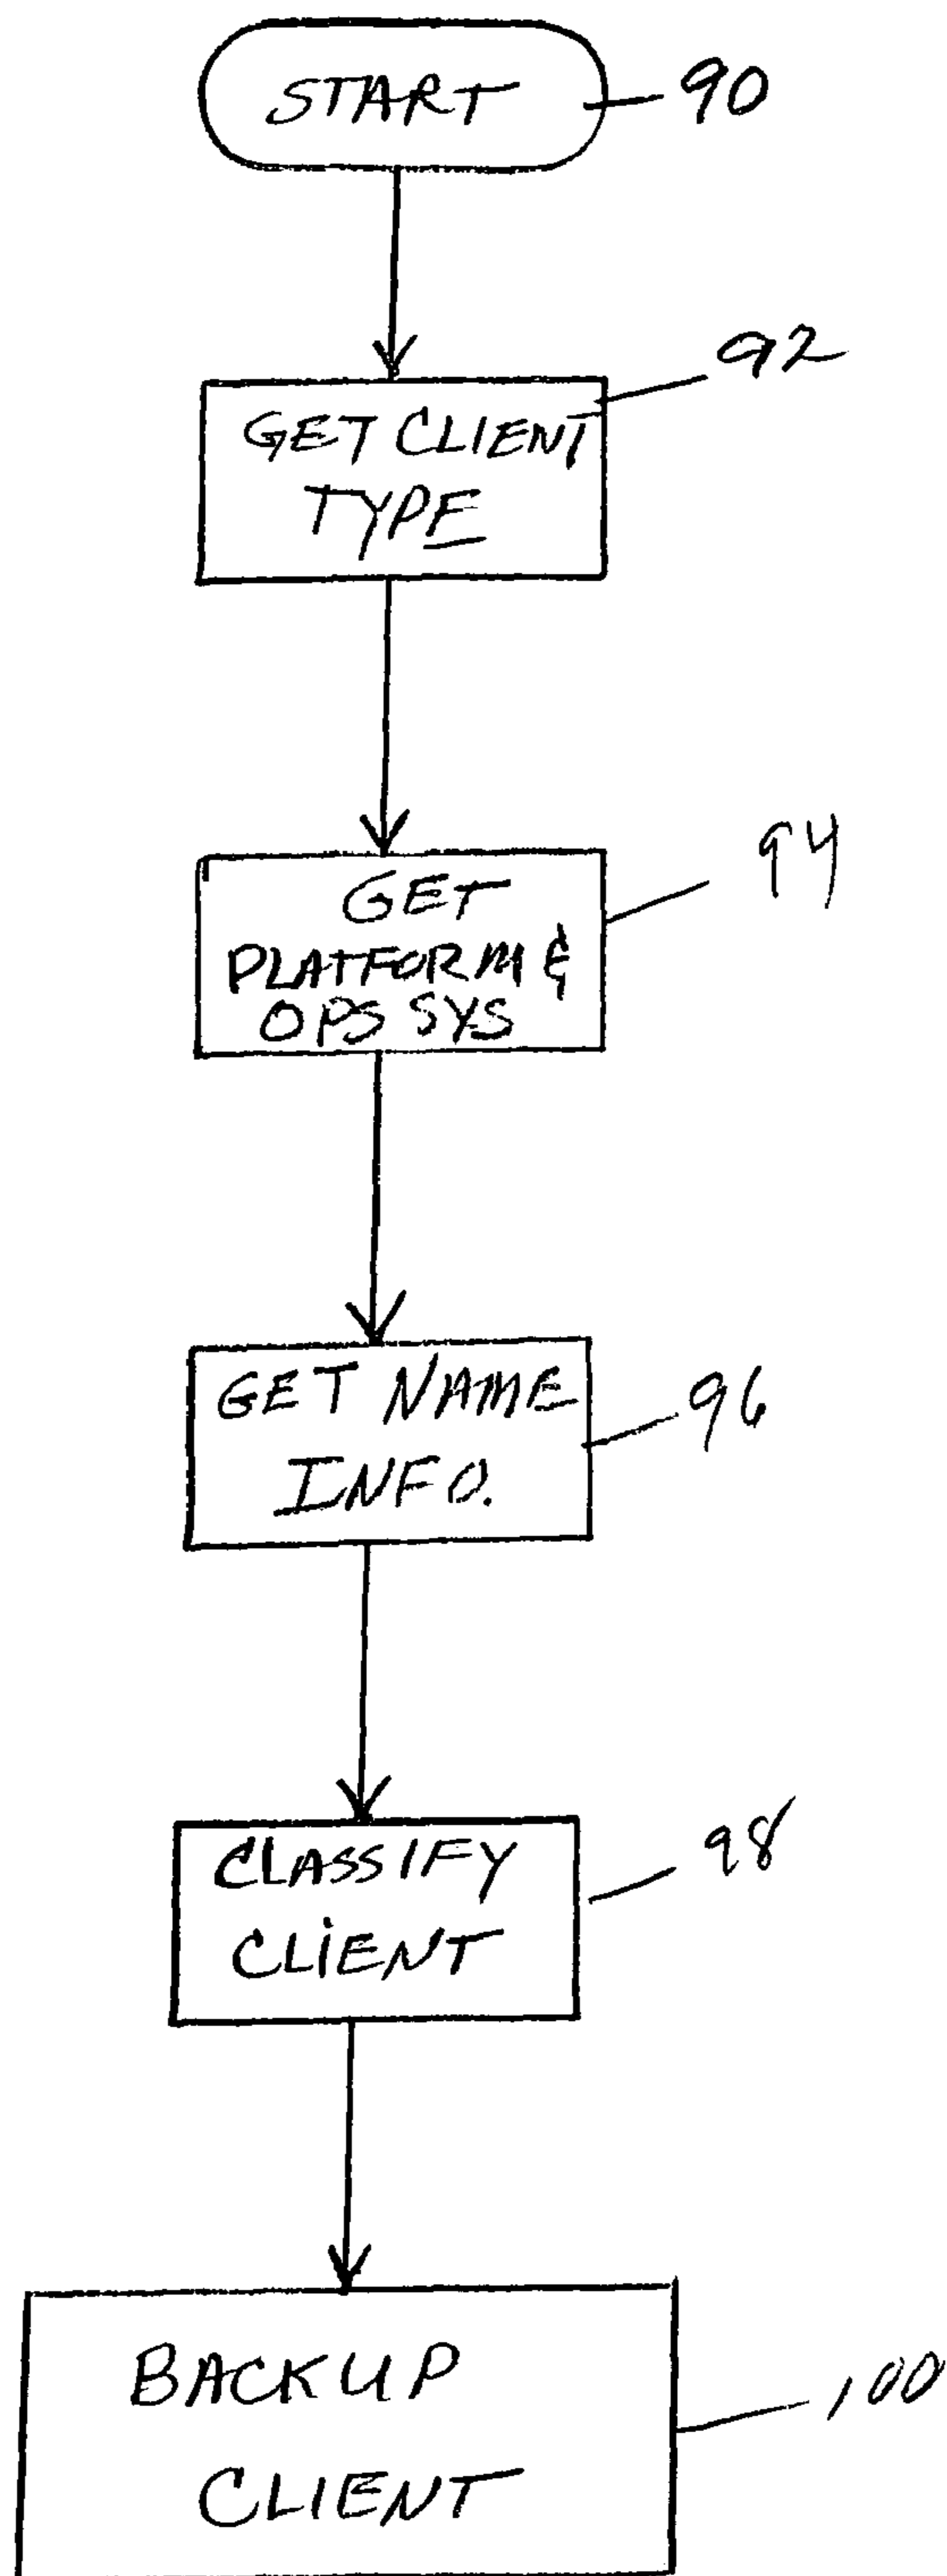 START
90
92
GET CLIENT
TYPE
94
GET
PLATFORM &
OPS SYS
96
GET NAME
INFO.
98
CLASSIFY
CLIENT
100
BACKUP
CLIENT